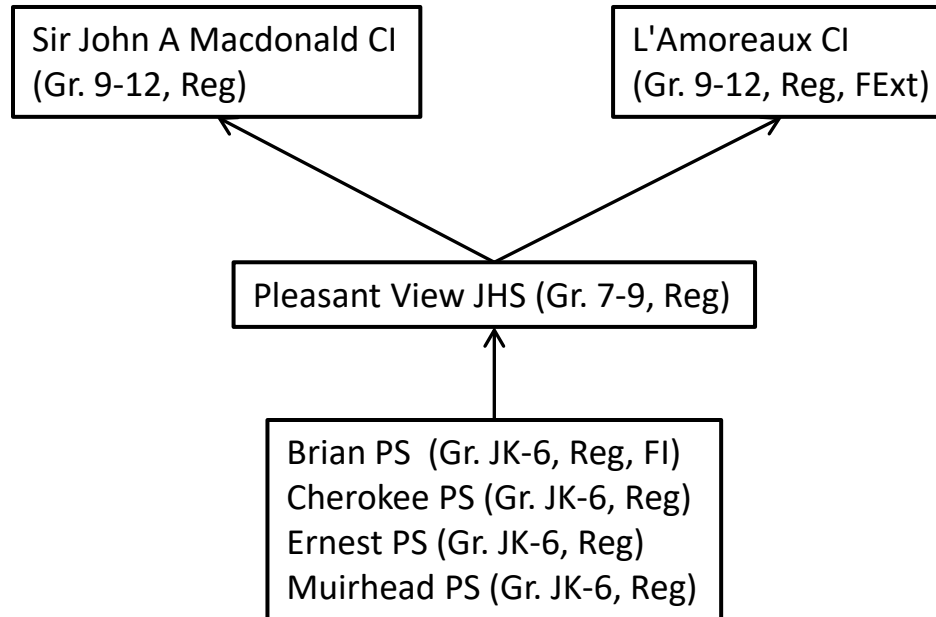 Sir John A Macdonald CI
(Gr. 9-12, Reg)
L'Amoreaux CI
(Gr. 9-12, Reg, FExt)
Pleasant View JHS (Gr. 7-9, Reg)
Brian PS  (Gr. JK-6, Reg, FI)
Cherokee PS (Gr. JK-6, Reg)
Ernest PS (Gr. JK-6, Reg)
Muirhead PS (Gr. JK-6, Reg)